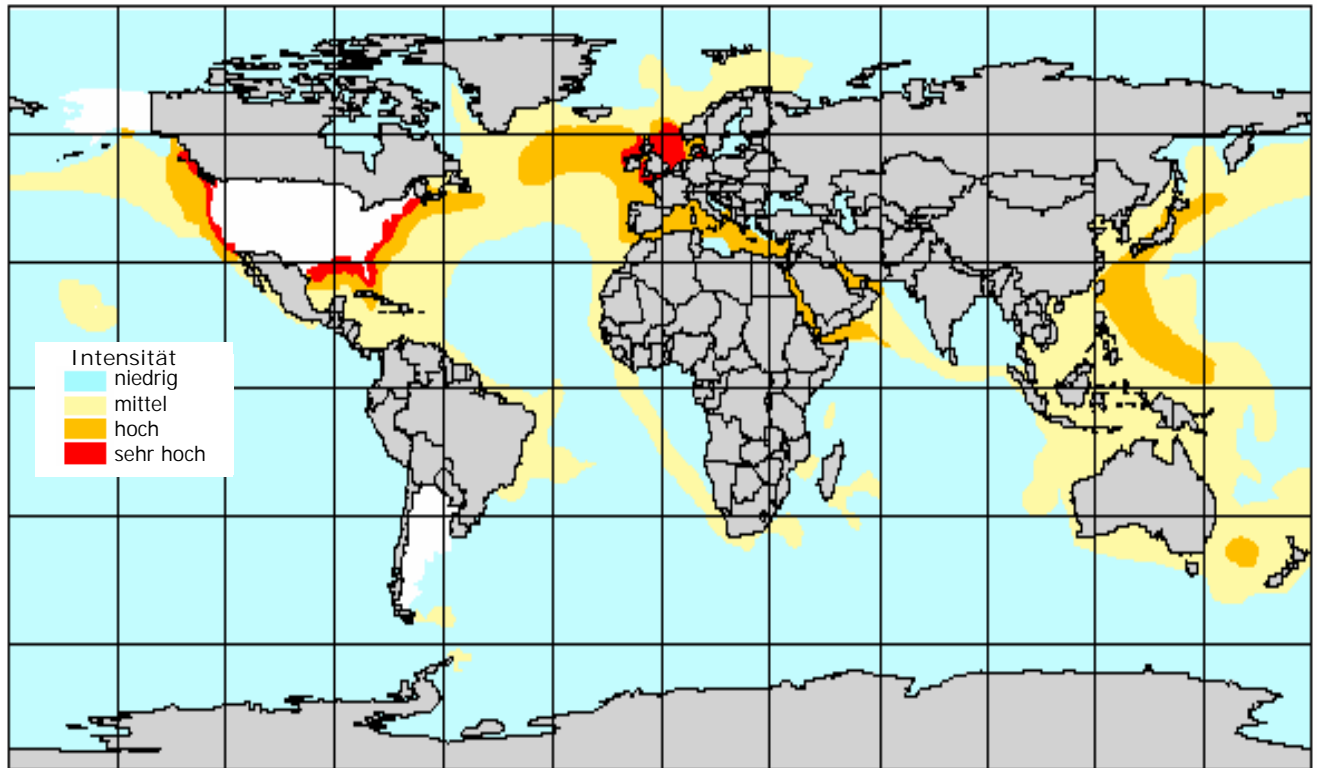 Intensität
niedrig
mittel
hoch
sehr hoch